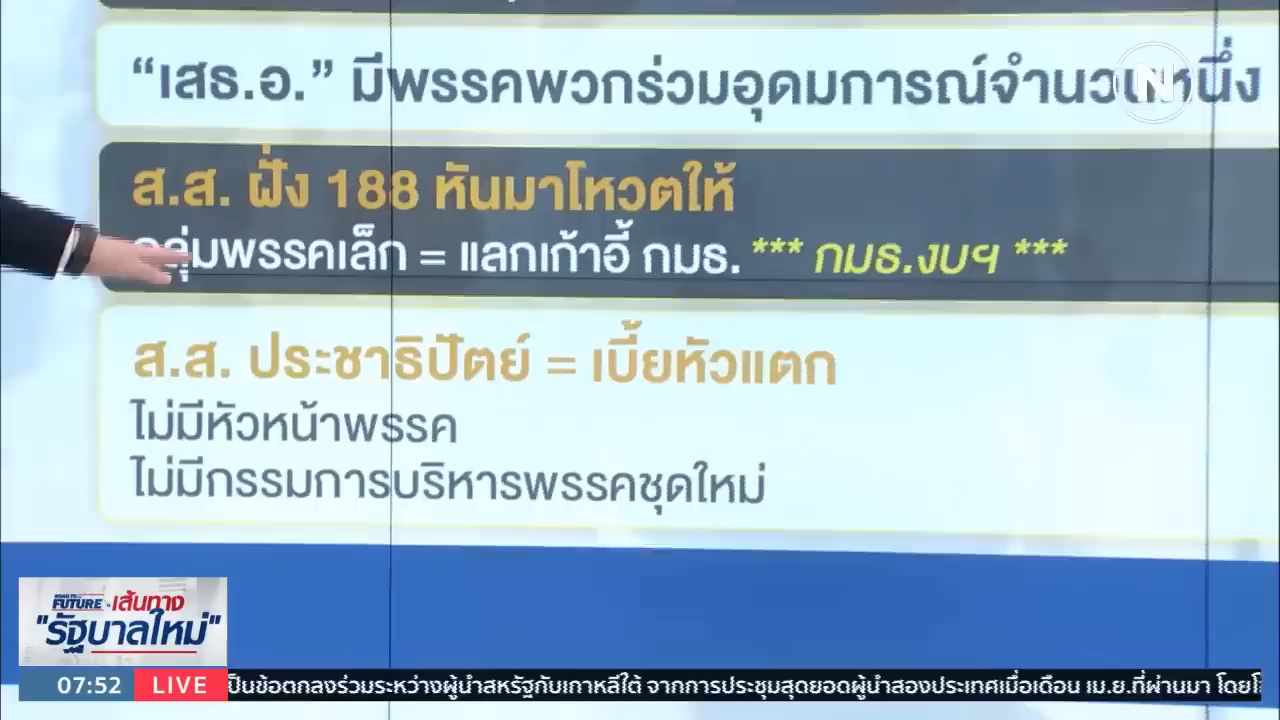 “เสธ.อ.” มีพรรคพวกร่วมอุดมการณ์จำนวนหนึ่ง
ส.ส. ฝั่ง 188 หันมาโหวตให้
กลุ่มพรรคเล็ก = แลกเก้าอี้ กมธ. *** กมธ.งบฯ ***
ส.ส. ประชาธิปัตย์ = เบี้ยหัวแตก
ไม่มีหัวหน้าพรรค
ไม่มีกรรมการบริหารพรรคชุดใหม่
ROAD TO FUTURE เส้นทาง
"รัฐบาลใหม่"
07:52 LIVE เป็นข้อตกลงร่วมระหว่างผู้นำสหรัฐกับเกาหลีใต้ จากการประชุมสุดยอดผู้นำสองประเทศเมื่อเดือน เม.ย.ที่ผ่านมา